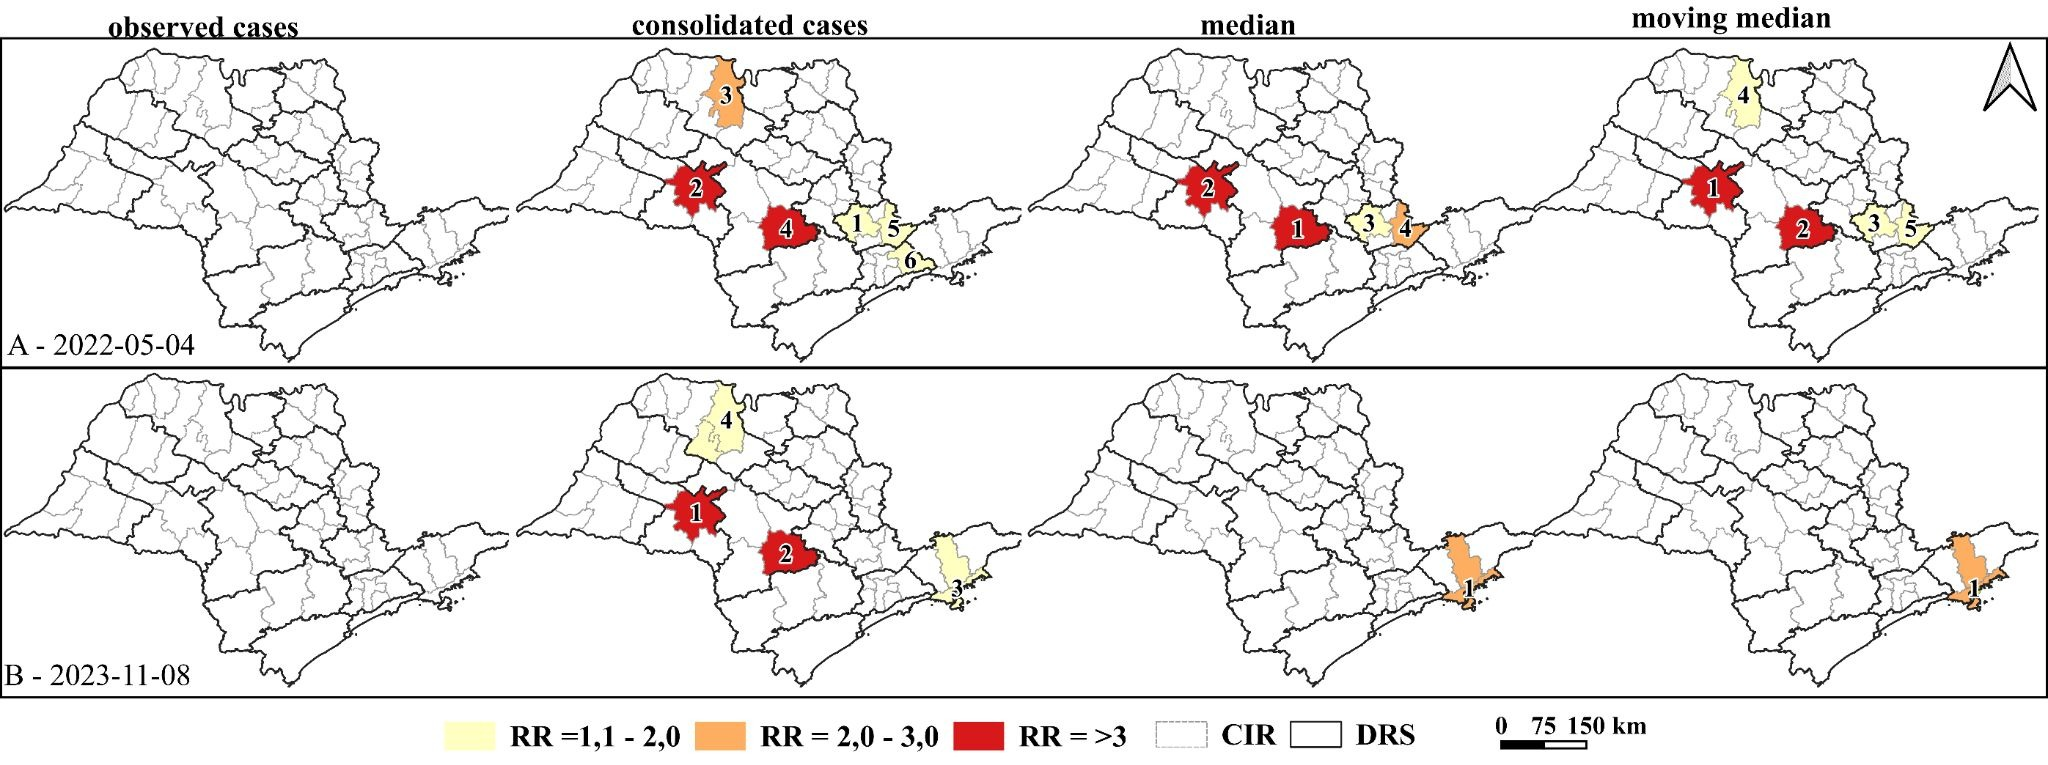 observed cases
consolidated cases
median
moving median
3
2
4
1
5
6
2
1
3
4
4
1
2
3
5
A - 2022-05-04
4
1
2
3
1
1
B - 2023-11-08
RR =1,1 - 2,0
RR = 2,0 - 3,0
RR = >3
CIR
DRS
0 75 150 km